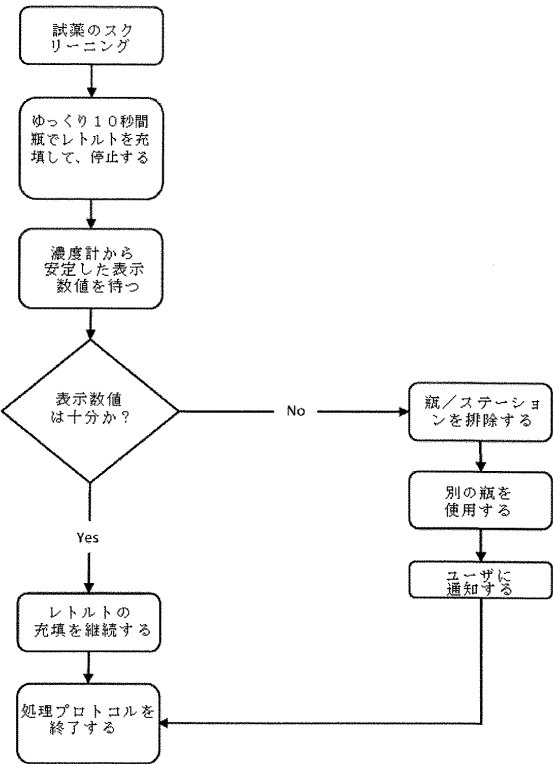 試薬のスク
リーニング
ゆっくり１０秒間
瓶でレトルトを充
填して、停止する
濃度計から
安定した表示
数値を待つ
表示数値
は十分か？
No
瓶／ステーショ
ンを排除する
別の瓶を
使用する
ユーザに
通知する
Yes
レトルトの
充填を継続する
処理プロトコルを
終了する